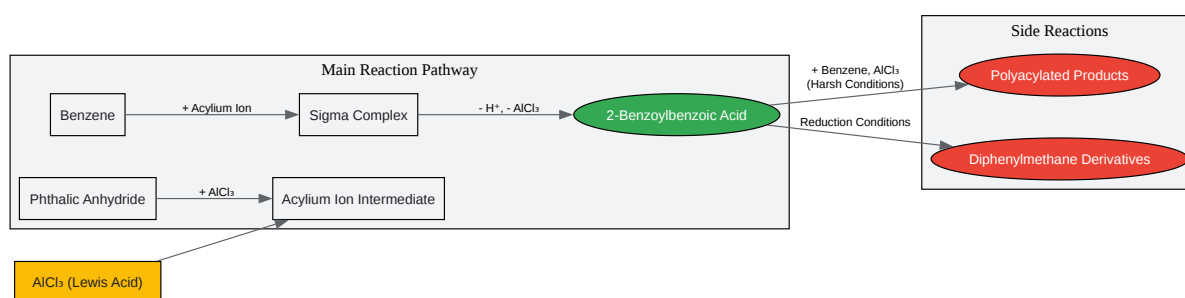 Side Reactions
Main Reaction Pathway
+ Benzene, AlCl₃
(Harsh Conditions)
Polyacylated Products
Benzene
+ Acylium Ion
Sigma Complex
- H⁺, - AlCl₃
2-Benzoylbenzoic Acid
Reduction Conditions
Diphenylmethane Derivatives
Phthalic Anhydride
+ AlCl₃
Acylium Ion Intermediate
AlCl₃ (Lewis Acid)